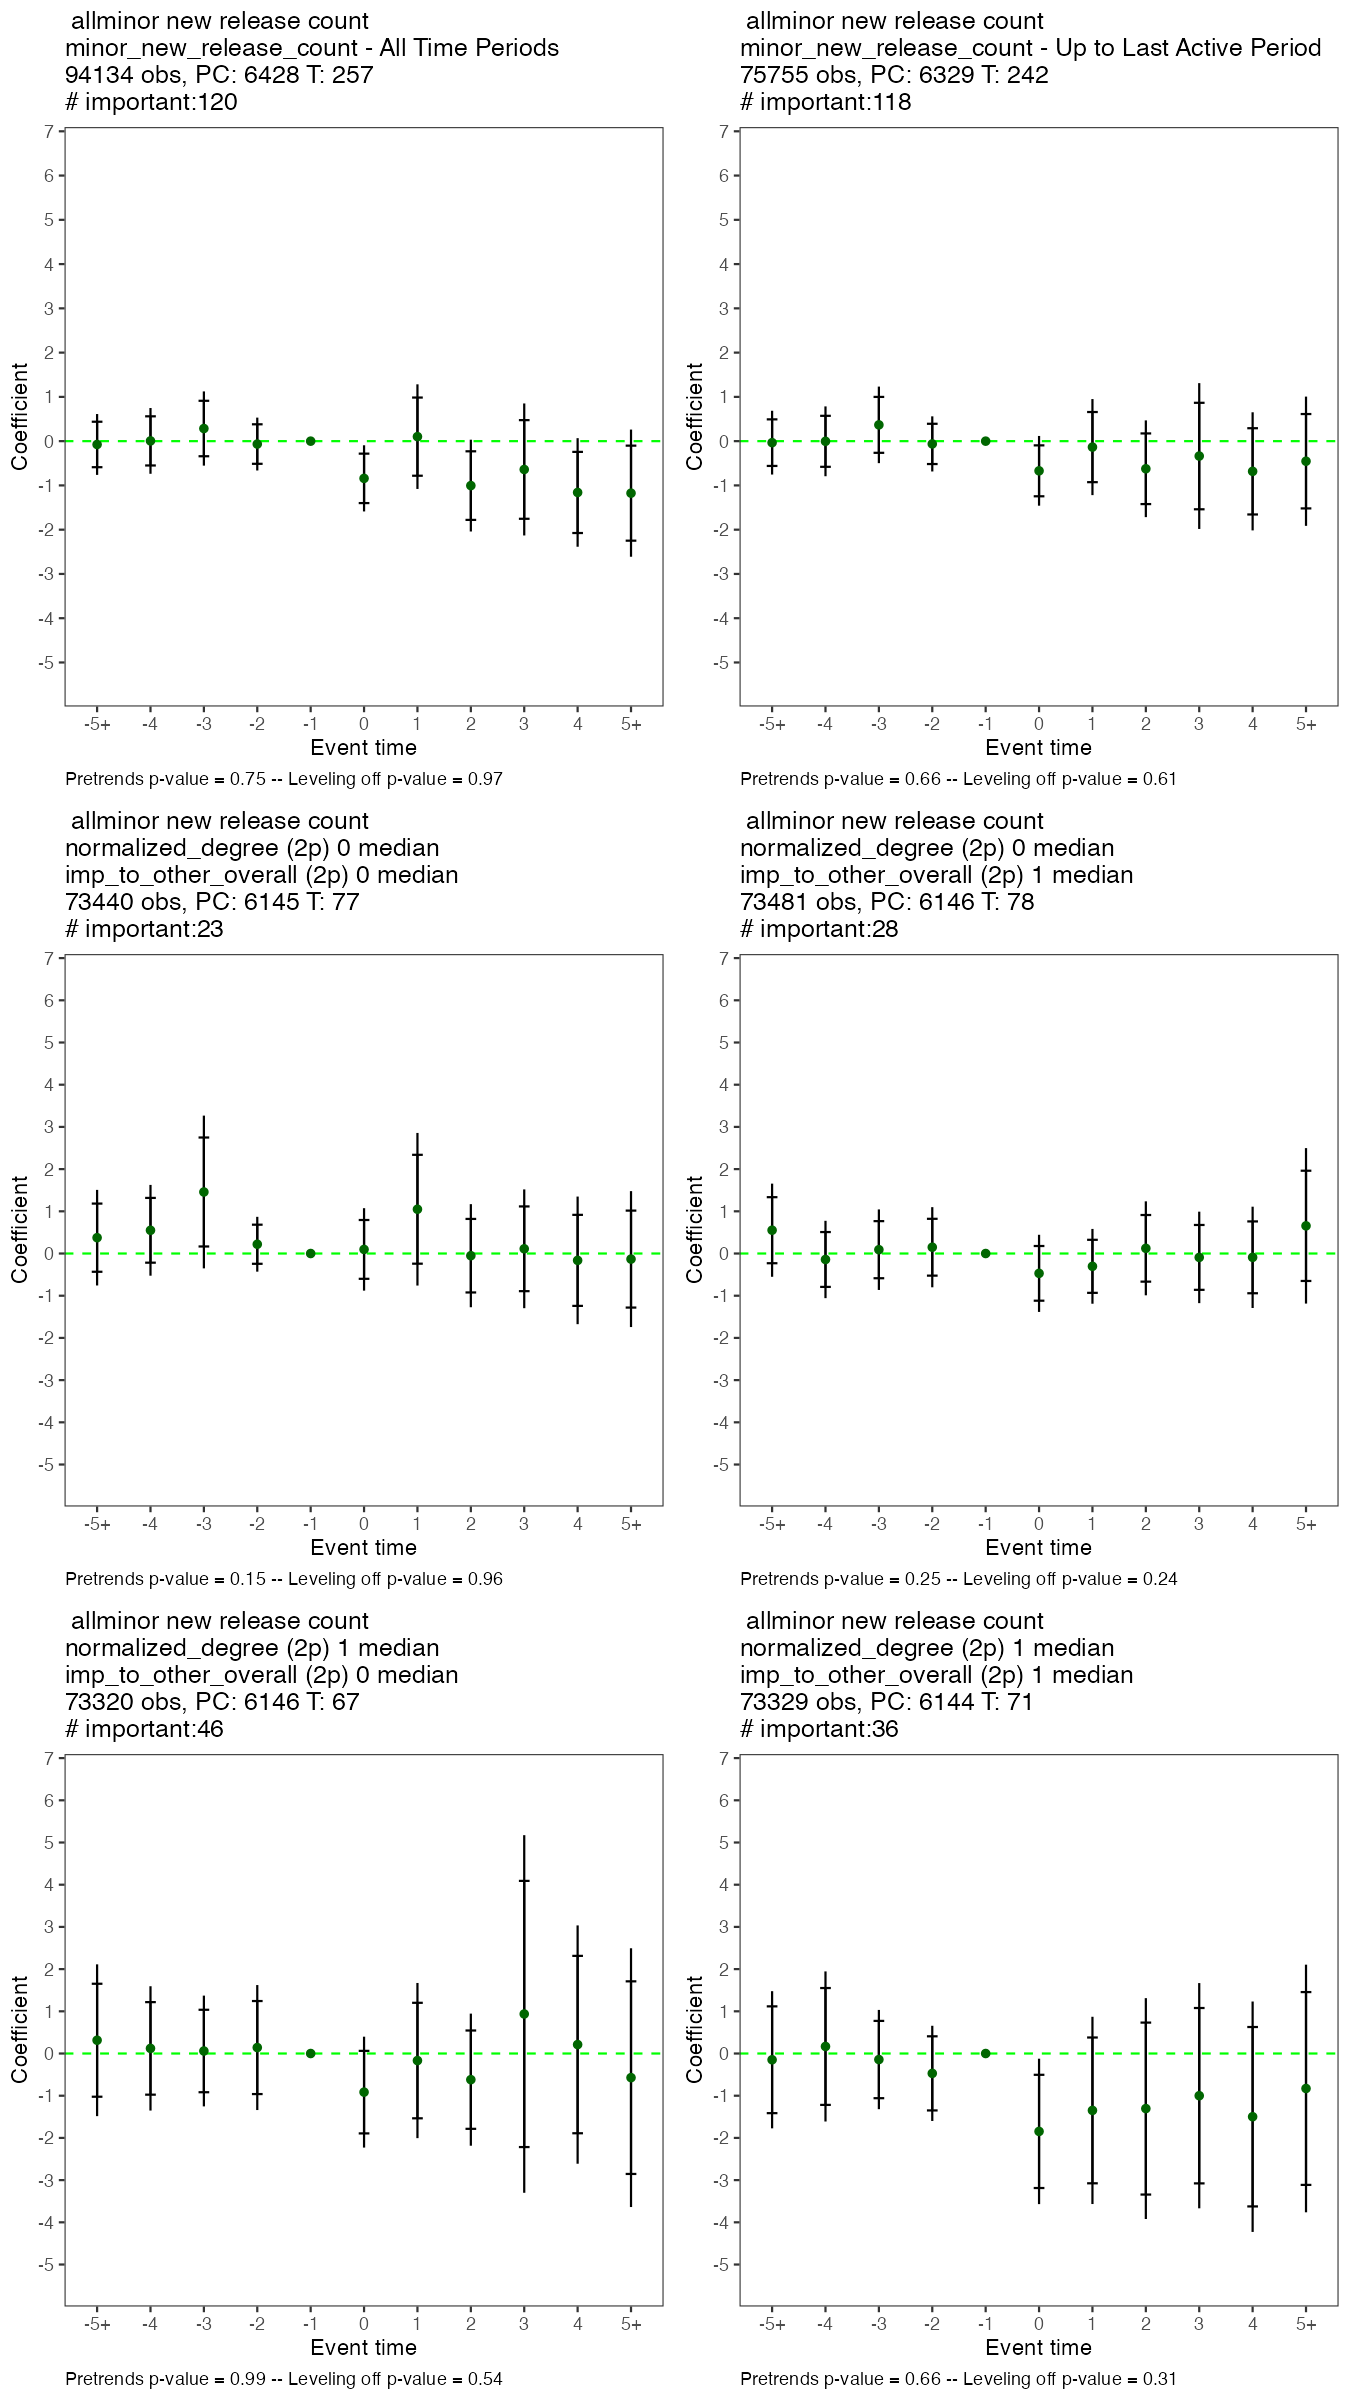 allminor new release count
minor_new_release_count - All Time Periods
94134 obs, PC: 6428 T: 257
# important:120
7
6
5
4
3
2
1
0
-1
-2
-3
-4
-5
Coefficient
-5+ -4 -3 -2 -1 0 1 2 3 4 5+
Event time
Pretrends p-value = 0.75 -- Leveling off p-value = 0.97
allminor new release count
minor_new_release_count - Up to Last Active Period
75755 obs, PC: 6329 T: 242
# important:118
7
6
5
4
3
2
1
0
-1
-2
-3
-4
-5
Coefficient
-5+ -4 -3 -2 -1 0 1 2 3 4 5+
Event time
Pretrends p-value = 0.66 -- Leveling off p-value = 0.61
allminor new release count
normalized_degree (2p) 0 median
imp_to_other_overall (2p) 0 median
73440 obs, PC: 6145 T: 77
# important:23
7
6
5
4
3
2
1
0
-1
-2
-3
-4
-5
Coefficient
-5+ -4 -3 -2 -1 0 1 2 3 4 5+
Event time
Pretrends p-value = 0.15 -- Leveling off p-value = 0.96
allminor new release count
normalized_degree (2p) 0 median
imp_to_other_overall (2p) 1 median
73481 obs, PC: 6146 T: 78
# important:28
7
6
5
4
3
2
1
0
-1
-2
-3
-4
-5
Coefficient
-5+ -4 -3 -2 -1 0 1 2 3 4 5+
Event time
Pretrends p-value = 0.25 -- Leveling off p-value = 0.24
allminor new release count
normalized_degree (2p) 1 median
imp_to_other_overall (2p) 0 median
73320 obs, PC: 6146 T: 67
# important:46
7
6
5
4
3
2
1
0
-1
-2
-3
-4
-5
Coefficient
-5+ -4 -3 -2 -1 0 1 2 3 4 5+
Event time
Pretrends p-value = 0.99 -- Leveling off p-value = 0.54
allminor new release count
normalized_degree (2p) 1 median
imp_to_other_overall (2p) 1 median
73329 obs, PC: 6144 T: 71
# important:36
7
6
5
4
3
2
1
0
-1
-2
-3
-4
-5
Coefficient
-5+ -4 -3 -2 -1 0 1 2 3 4 5+
Event time
Pretrends p-value = 0.66 -- Leveling off p-value = 0.31